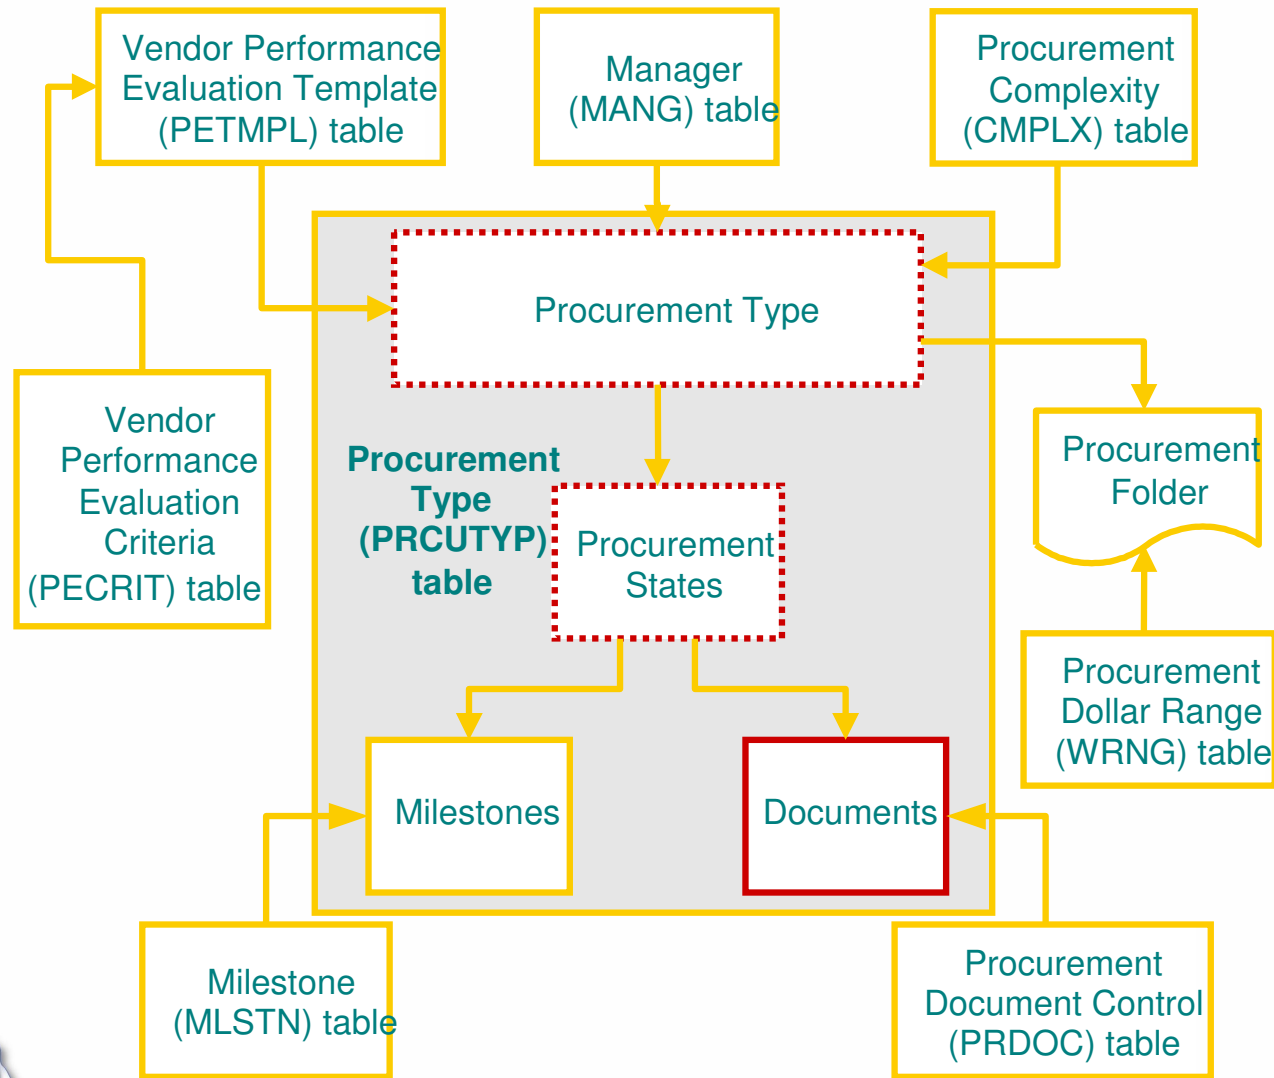 Vendor Performance
Evaluation Template
(PETMPL) table
Manager
(MANG) table
Procurement
Complexity
(CMPLX) table
Procurement Type
Vendor
Performance
Evaluation
Criteria
(PECRIT) table
Procurement
Type
(PRCUTYP)
table
Procurement
States
Procurement
Folder
Procurement
Dollar Range
(WRNG) table
Milestones
Documents
Milestone
(MLSTN) table
Procurement
Document Control
(PRDOC) table